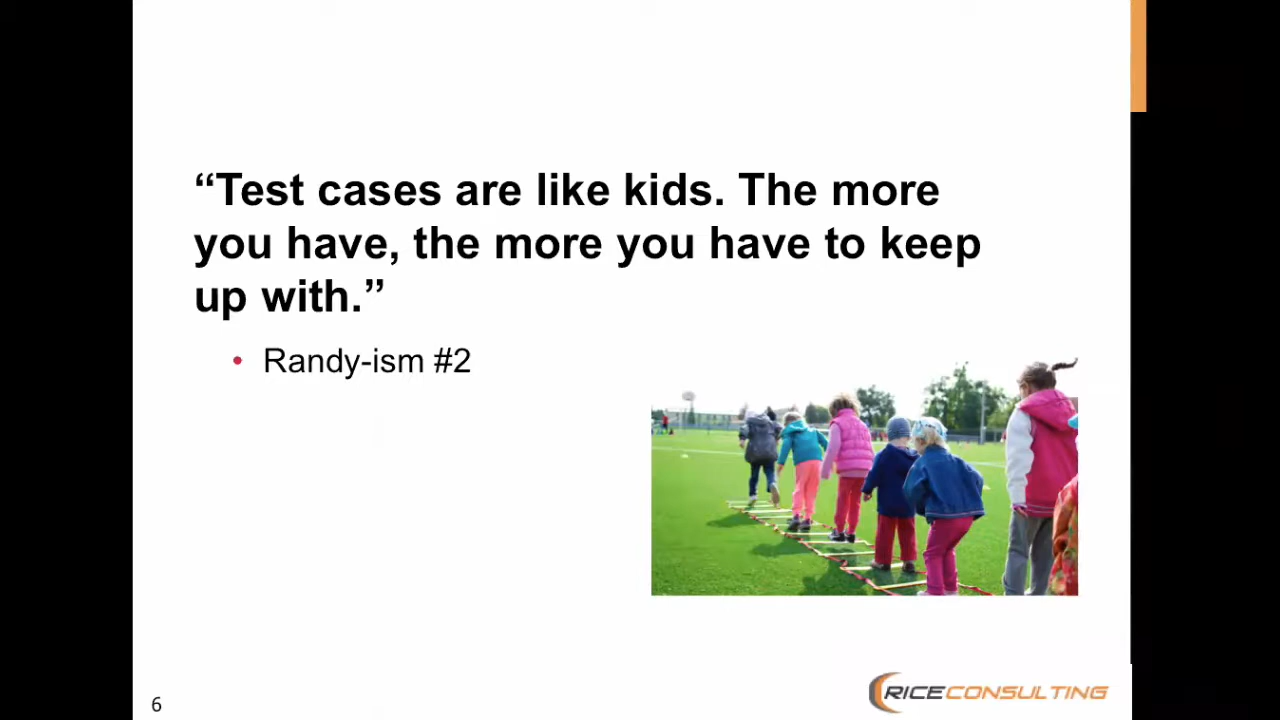 “Test cases are like kids. The more
you have, the more you have to keep
up with.”
• Randy-ism #2
6
RICECONSULTING